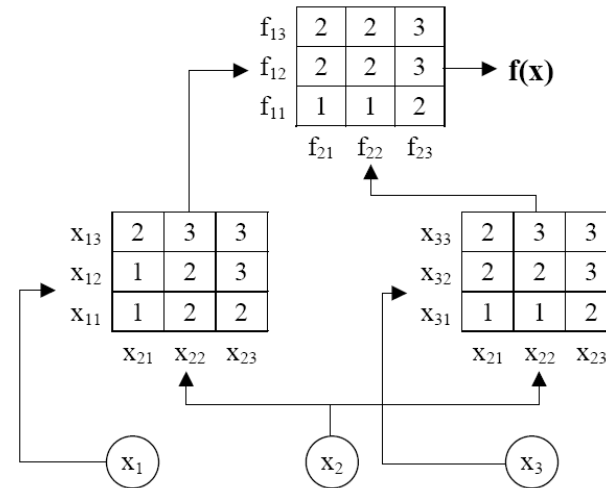 f13 2 2 3
f12 2 2 3 f(x)
f11 1 1 2
f21 f22 f23
x13 2 3 3
x12 1 2 3
x11 1 2 2
x21 x22 x23
x33 2 3 3
x32 2 2 3
x31 1 1 2
x21 x22 x23
x1 x2 x3